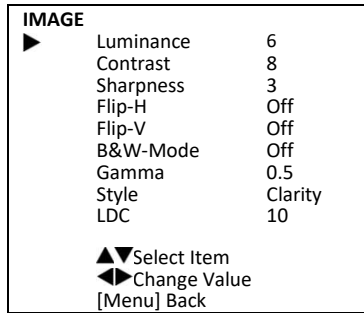 IMAGE
▶ Luminance 6
Contrast 8
Sharpness 3
Flip-H Off
Flip-V Off
B&W-Mode Off
Gamma 0.5
Style Clarity
LDC 10
▲▼Select Item
◀▶Change Value
[Menu] Back